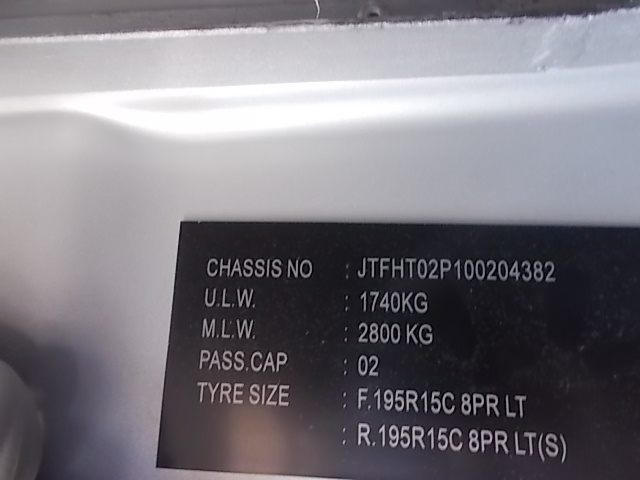 CHASSIS NO : JTFHT02P100204382
U.L.W. : 1740KG
M.L.W. : 2800 KG
PASS.CAP : 02
TYRE SIZE : F.195R15C 8PR LT
: R.195R15C 8PR LT(S)